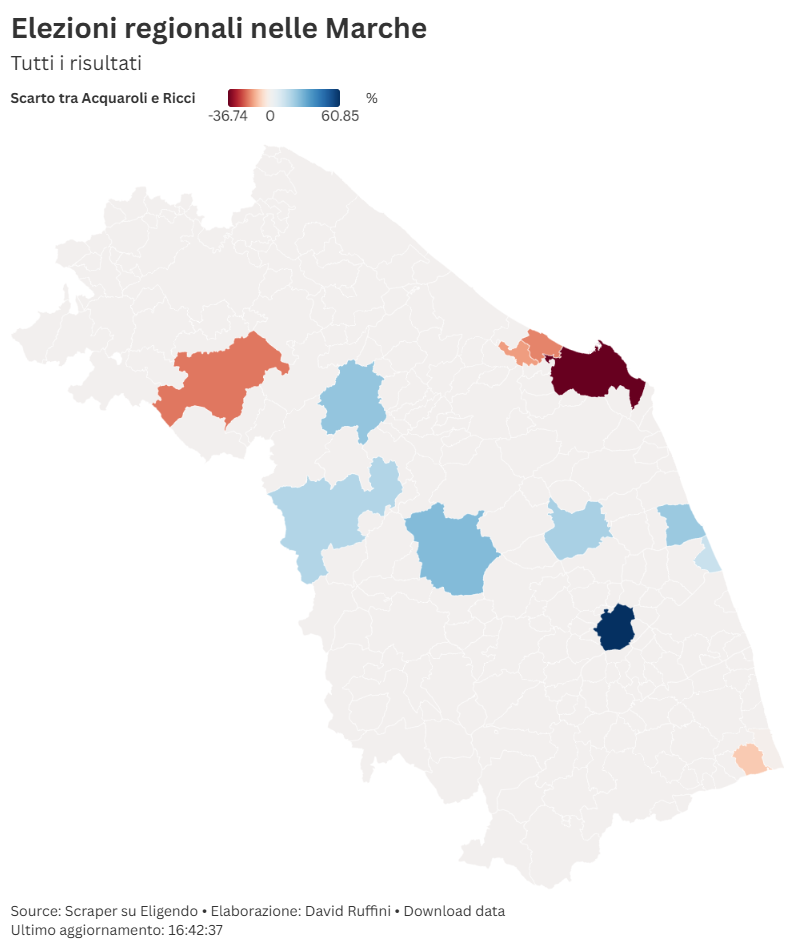 Elezioni regionali nelle Marche
Tutti i risultati
Scarto tra Acquaroli e Ricci
%
-36.74 0 60.85
Source: Scraper su Eligendo • Elaborazione: David Ruffini • Download data
Ultimo aggiornamento: 16:42:37